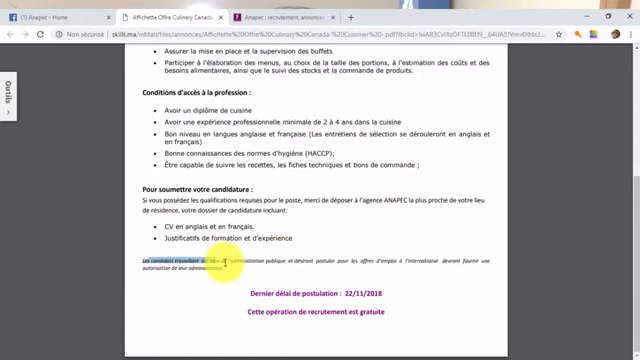 Anapec - Home
Affichette Offre Culinary Canada
Anapec : recrutement, annonces
Non sécurisé
skills.ma/initials/files/annonces/Affichette%20Offre%20Culinary%20Canada
Outils
Assurer la mise en place et la supervision des buffets
Participer à l'élaboration des menus, au choix de la taille des portions, à l'estimation des coûts et des
besoins alimentaires, ainsi que le suivi des stocks et la commande de produits.
Conditions d'accès à la profession :
Avoir un diplôme de cuisine
Avoir une expérience professionnelle minimale de 2 à 4 ans dans la cuisine
Bon niveau en langues anglaise et française (Les entretiens de sélection se dérouleront en anglais et
en français)
Bonne connaissances des normes d'hygiène (HACCP);
Être capable de suivre les recettes, les fiches techniques et bons de commande ;
Pour soumettre votre candidature :
Si vous possédez les qualifications requises pour le poste, merci de déposer à l'agence ANAPEC la plus proche de votre lieu
de résidence, votre dossier de candidature incluant:
CV en anglais et en français.
Justificatifs de formation et d'expérience
Les candidats travaillant au sein de l'administration publique et désirant postuler pour les offres d'emploi à l'international devront fournir une
autorisation de leur administration.
Dernier délai de postulation : 22/11/2018
Cette opération de recrutement est gratuite